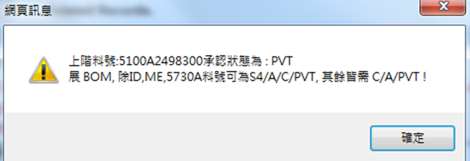 網頁訊息
上階料號:5100A2498300承認狀態為 : PVT
展 BOM, 除ID,ME,5730A料號可為S4/A/C/PVT, 其餘皆需 C/A/PVT !
確定